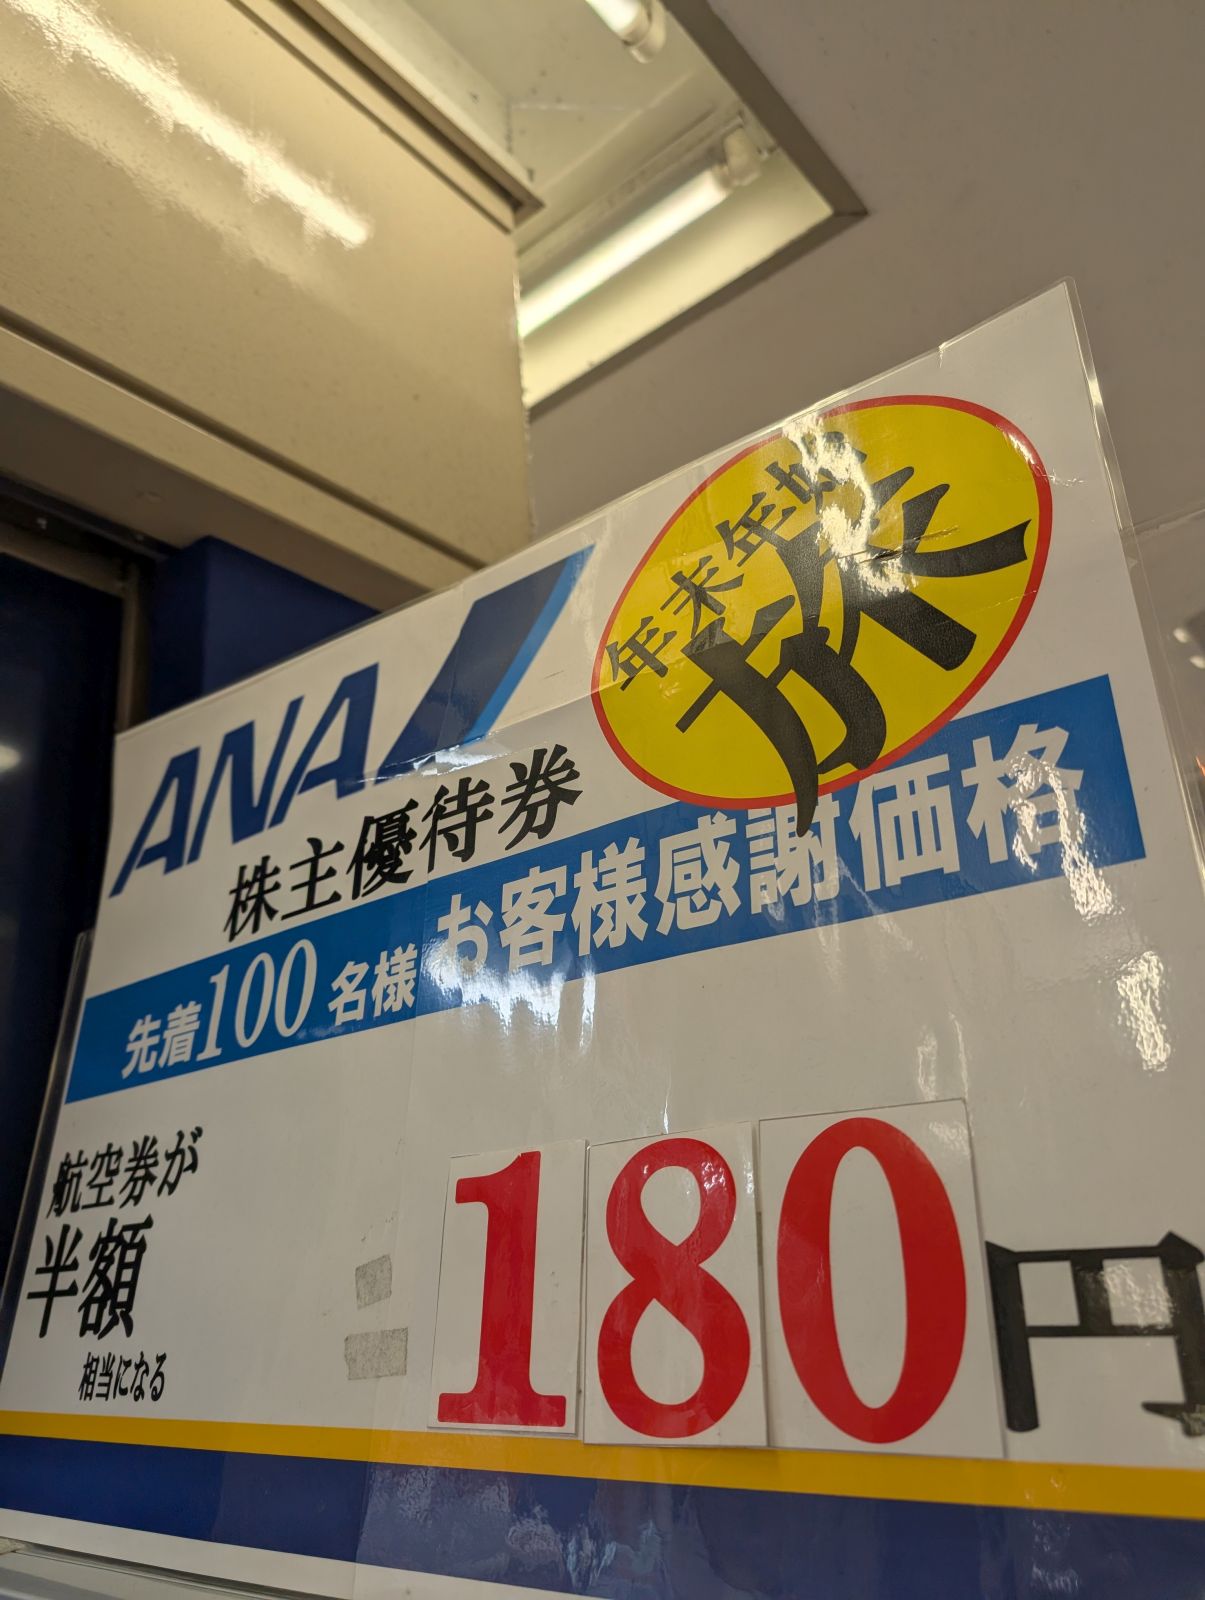 年末年始
ANA
株主優待券
先着100名様 お客様感謝価格
航空券が
半額
相当になる
180円